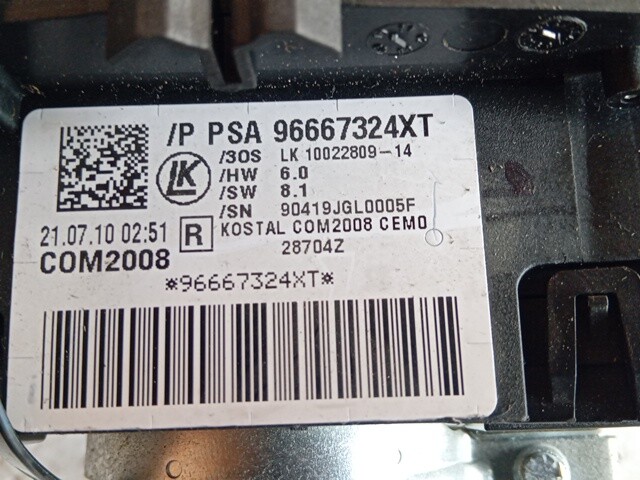 /P PSA 96667324XT
/3OS LK 10022809-14
/HW 6.0
/SW 8.1
/SN 90419JGL0005F
LK
21.07.10 02:51 R KOSTAL COM2008 CEMO
28704Z
COM2008
*96667324XT*